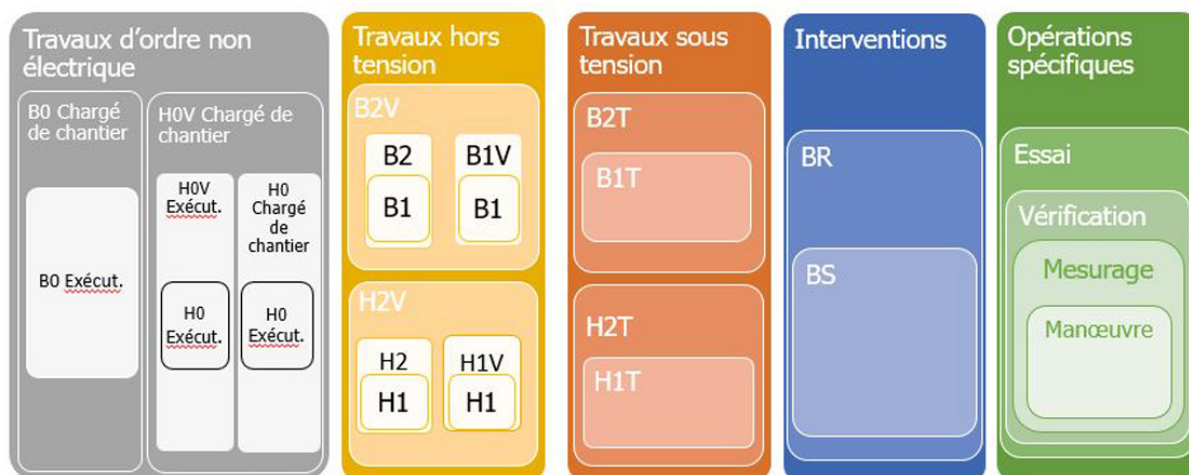 Travaux d'ordre non
électrique
B0 Chargé
de chantier
B0 Exécut.
H0V Chargé de
chantier
H0V
Exécut.
H0
Exécut.
H0
Chargé
de
chantier
H0
Exécut.
Travaux hors
tension
B2V
B2
B1
B1V
B1
H2V
H2
H1
H1V
H1
Travaux sous
tension
B2T
B1T
H2T
H1T
Interventions
BR
BS
Opérations
spécifiques
Essai
Vérification
Mesurage
Manœuvre